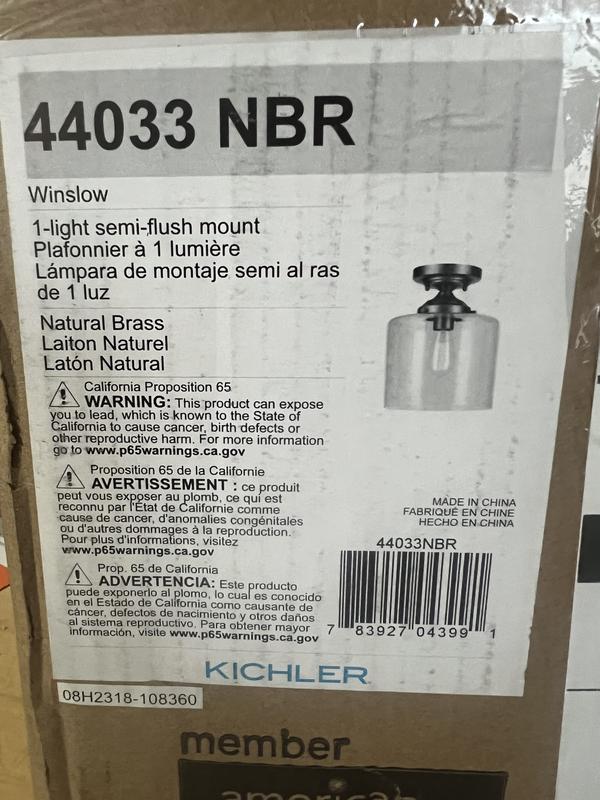 44033 NBR
Winslow
1-light semi-flush mount
Plafonnier à 1 lumière
Lámpara de montaje semi al ras
de 1 luz
Natural Brass
Laiton Naturel
Latón Natural
California Proposition 65
WARNING: This product can expose
you to lead, which is known to the State of
California to cause cancer, birth defects or
other reproductive harm. For more information
go to www.p65warnings.ca.gov
Proposition 65 de la Californie
AVERTISSEMENT : ce produit
peut vous exposer au plomb, ce qui est
reconnu par l'État de Californie comme
cause de cancer, d'anomalies congénitales
ou d'autres dommages à la reproduction.
Pour plus d'informations, visitez
www.p65warnings.ca.gov
Prop. 65 de California
ADVERTENCIA: Este producto
puede exponerlo al plomo, lo cual es conocido
en el Estado de California como causante de
cáncer, defectos de nacimiento y otros daños
al sistema reproductivo. Para obtener mayor
información, visite www.p65warnings.ca.gov
MADE IN CHINA
FABRIQUÉ EN CHINE
HECHO EN CHINA
44033NBR
7 83927 04399 1
KICHLER
08H2318-108360
member
american